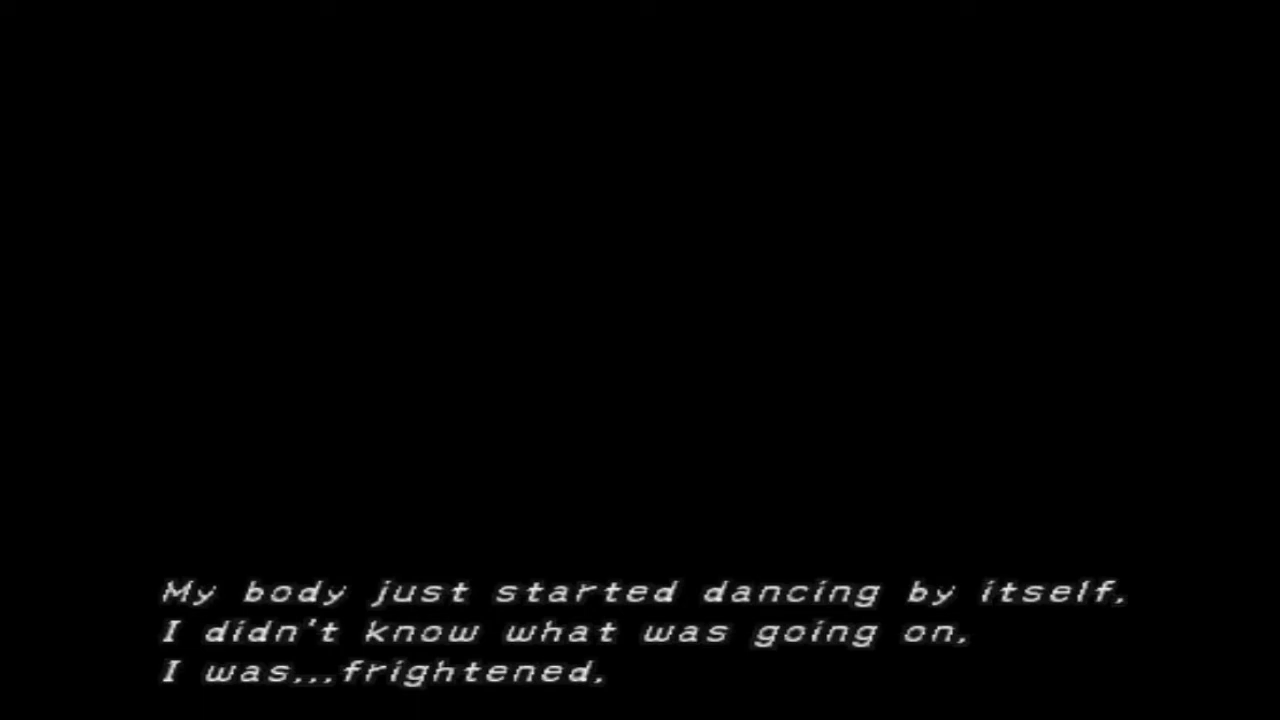 My body just started dancing by itself.
I didn't know what was going on.
I was...frightened.